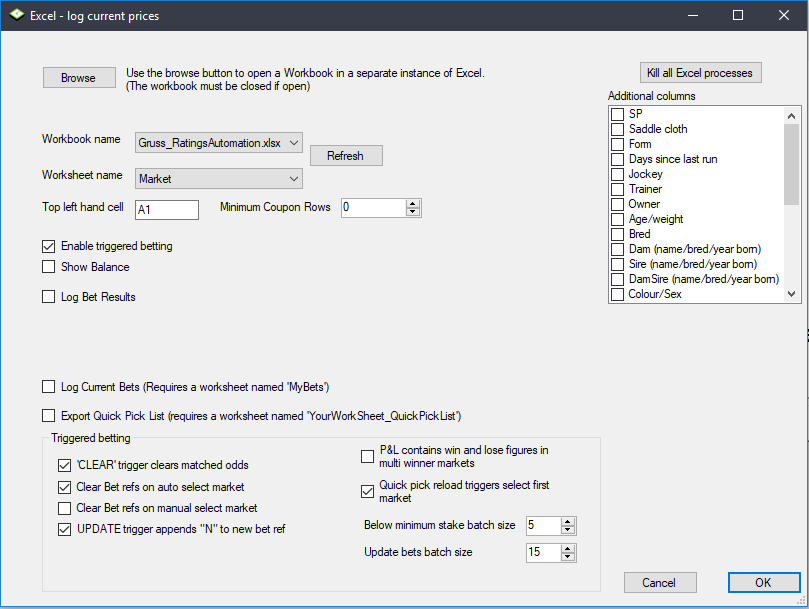 Excel - log current prices
Browse
Use the browse button to open a Workbook in a separate instance of Excel.
(The workbook must be closed if open)
Kill all Excel processes
Additional columns
Workbook name
Gruss_RatingsAutomation.xlsx
Refresh
Worksheet name
Market
Top left hand cell
A1
Minimum Coupon Rows
0
Enable triggered betting
Show Balance
Log Bet Results
SP
Saddle cloth
Form
Days since last run
Jockey
Trainer
Owner
Age/weight
Bred
Dam (name/bred/year born)
Sire (name/bred/year born)
DamSire (name/bred/year born)
Colour/Sex
Log Current Bets (Requires a worksheet named 'MyBets')
Export Quick Pick List (requires a worksheet named 'YourWorkSheet_QuickPickList')
Triggered betting
'CLEAR' trigger clears matched odds
Clear Bet refs on auto select market
Clear Bet refs on manual select market
UPDATE trigger appends "N" to new bet ref
P&L contains win and lose figures in
multi winner markets
Quick pick reload triggers select first
market
Below minimum stake batch size
5
Update bets batch size
15
Cancel
OK